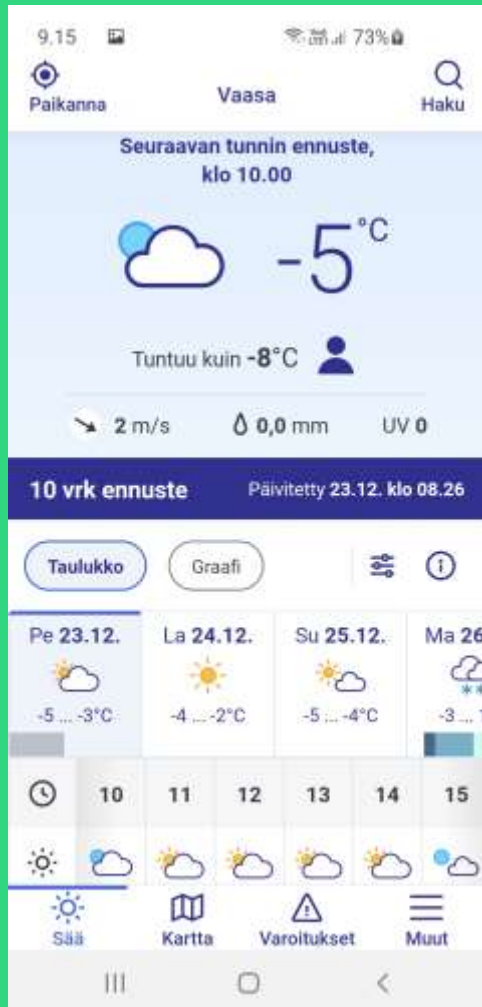 9.15 73%
Paikanna Vaasa Haku
Seuraavan tunnin ennuste,
klo 10.00
-5°C
Tuntuu kuin -8°C
2 m/s 0,0 mm UV 0
10 vrk ennuste Päivitetty 23.12. klo 08.26
Taulukko Graafi
Pe 23.12. La 24.12. Su 25.12. Ma 26
-5 ... -3°C -4 ... -2°C -5 ... -4°C -3 ...
10 11 12 13 14 15
Sää Kartta Varoitukset Muut